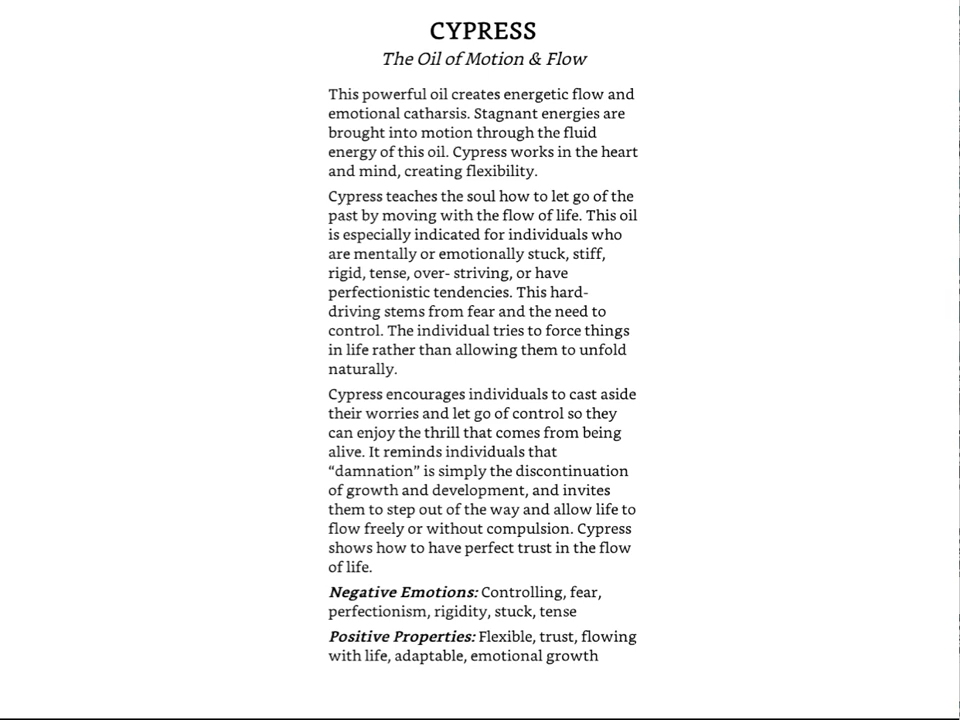 CYPRESS
The Oil of Motion & Flow
This powerful oil creates energetic flow and
emotional catharsis. Stagnant energies are
brought into motion through the fluid
energy of this oil. Cypress works in the heart
and mind, creating flexibility.
Cypress teaches the soul how to let go of the
past by moving with the flow of life. This oil
is especially indicated for individuals who
are mentally or emotionally stuck, stiff,
rigid, tense, over- striving, or have
perfectionistic tendencies. This hard-
driving stems from fear and the need to
control. The individual tries to force things
in life rather than allowing them to unfold
naturally.
Cypress encourages individuals to cast aside
their worries and let go of control so they
can enjoy the thrill that comes from being
alive. It reminds individuals that
“damnation” is simply the discontinuation
of growth and development, and invites
them to step out of the way and allow life to
flow freely or without compulsion. Cypress
shows how to have perfect trust in the flow
of life.
Negative Emotions: Controlling, fear,
perfectionism, rigidity, stuck, tense
Positive Properties: Flexible, trust, flowing
with life, adaptable, emotional growth